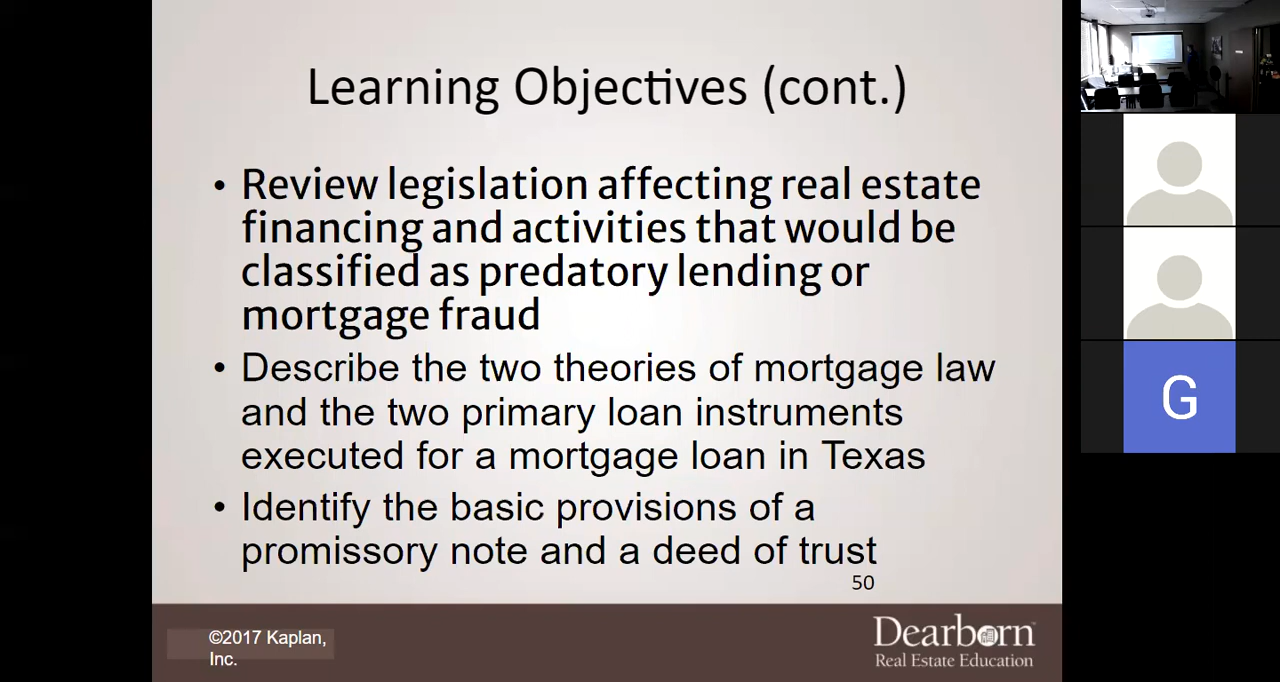 Learning Objectives (cont.)
• Review legislation affecting real estate
financing and activities that would be
classified as predatory lending or
mortgage fraud
• Describe the two theories of mortgage law
and the two primary loan instruments
executed for a mortgage loan in Texas
• Identify the basic provisions of a
promissory note and a deed of trust
50
©2017 Kaplan,
Inc.
Dearborn™
Real Estate Education
G